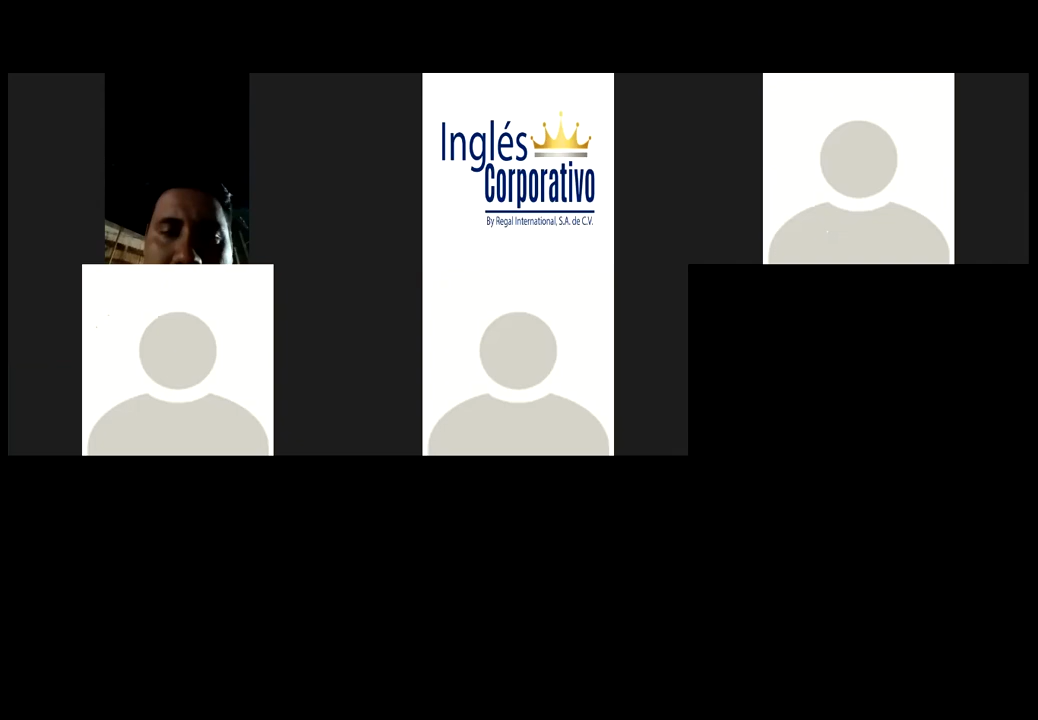 Inglés
Corporativo
By Regal International, S.A. de C.V.